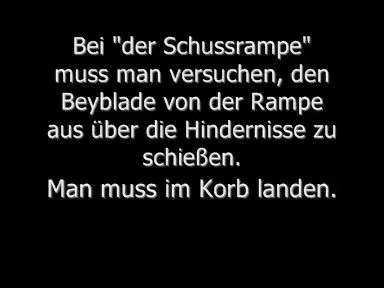 Bei "der Schussrampe"
muss man versuchen, den
Beyblade von der Rampe
aus über die Hindernisse zu
schießen.
Man muss im Korb landen.